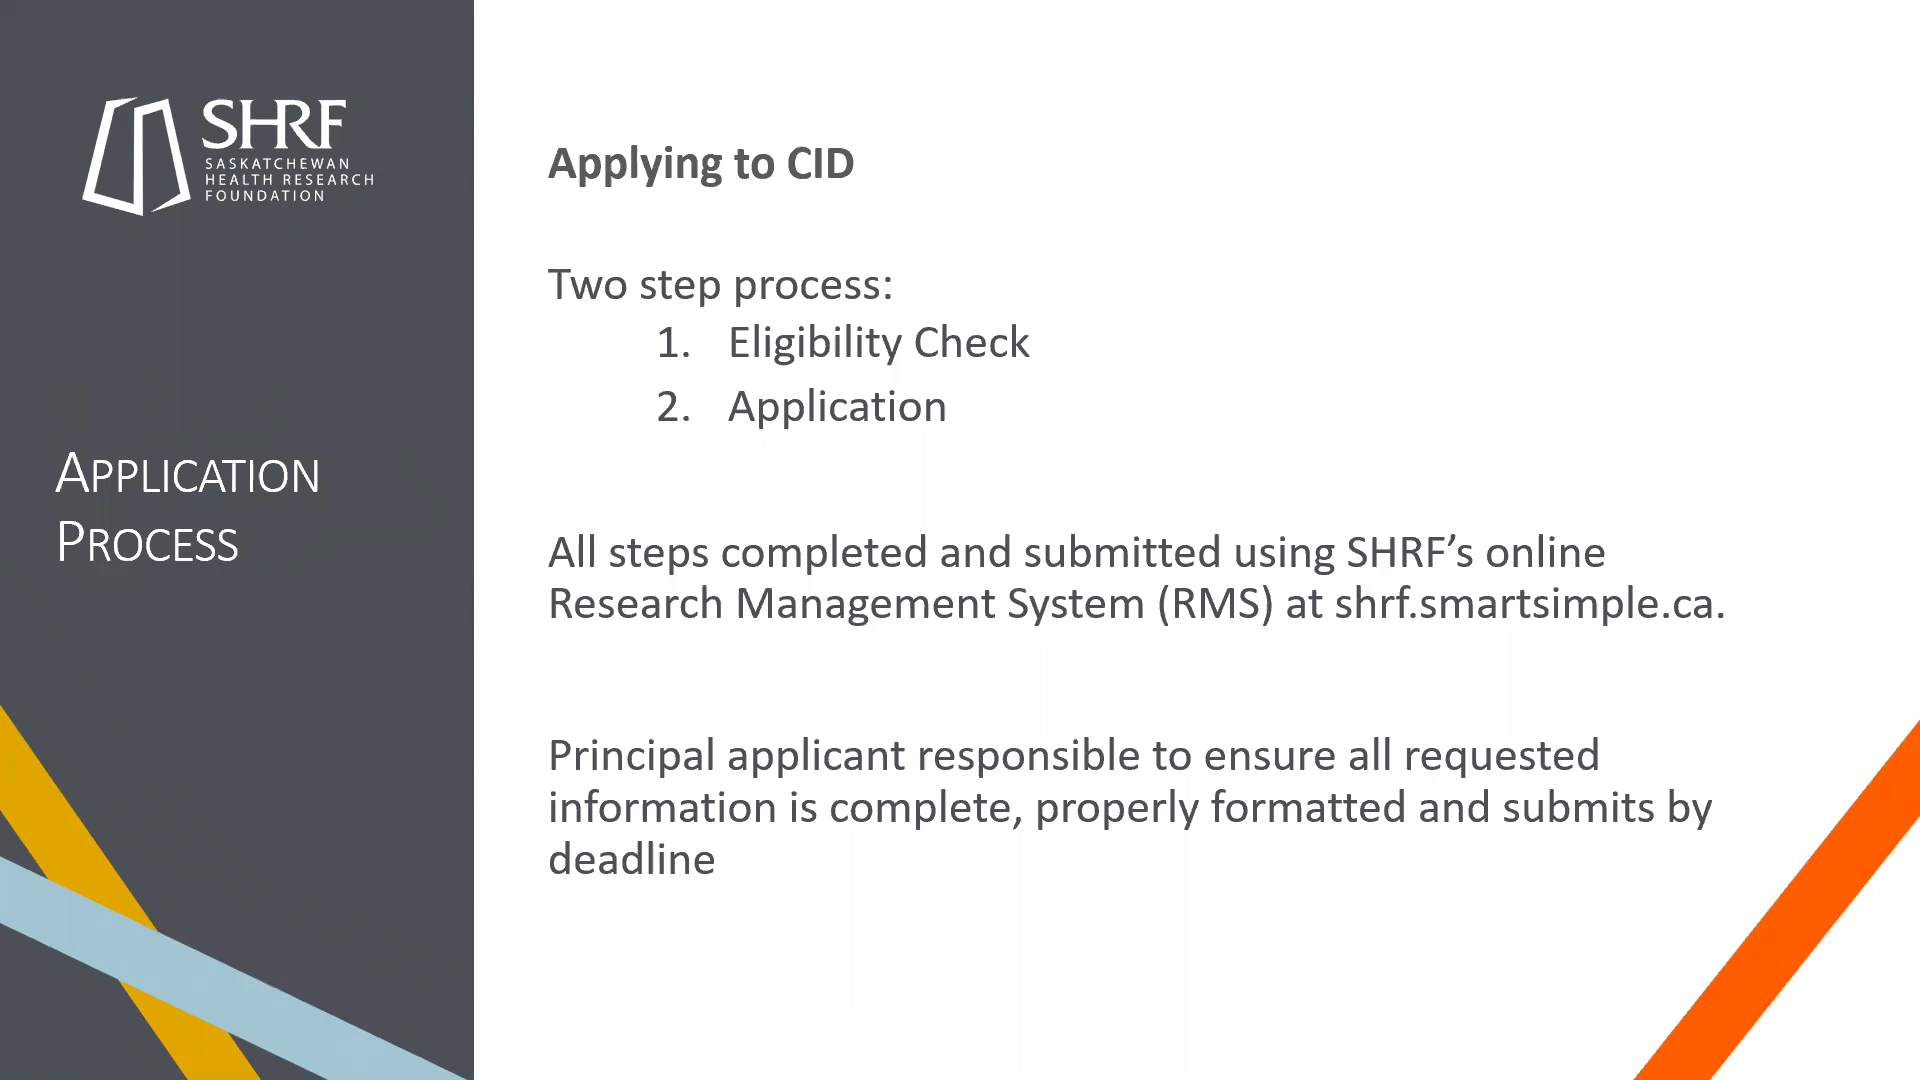 SHRF
SASKATCHEWAN
HEALTH RESEARCH
FOUNDATION
APPLICATION
PROCESS
Applying to CID
Two step process:
1. Eligibility Check
2. Application
All steps completed and submitted using SHRF’s online
Research Management System (RMS) at shrf.smartsimple.ca.
Principal applicant responsible to ensure all requested
information is complete, properly formatted and submits by
deadline